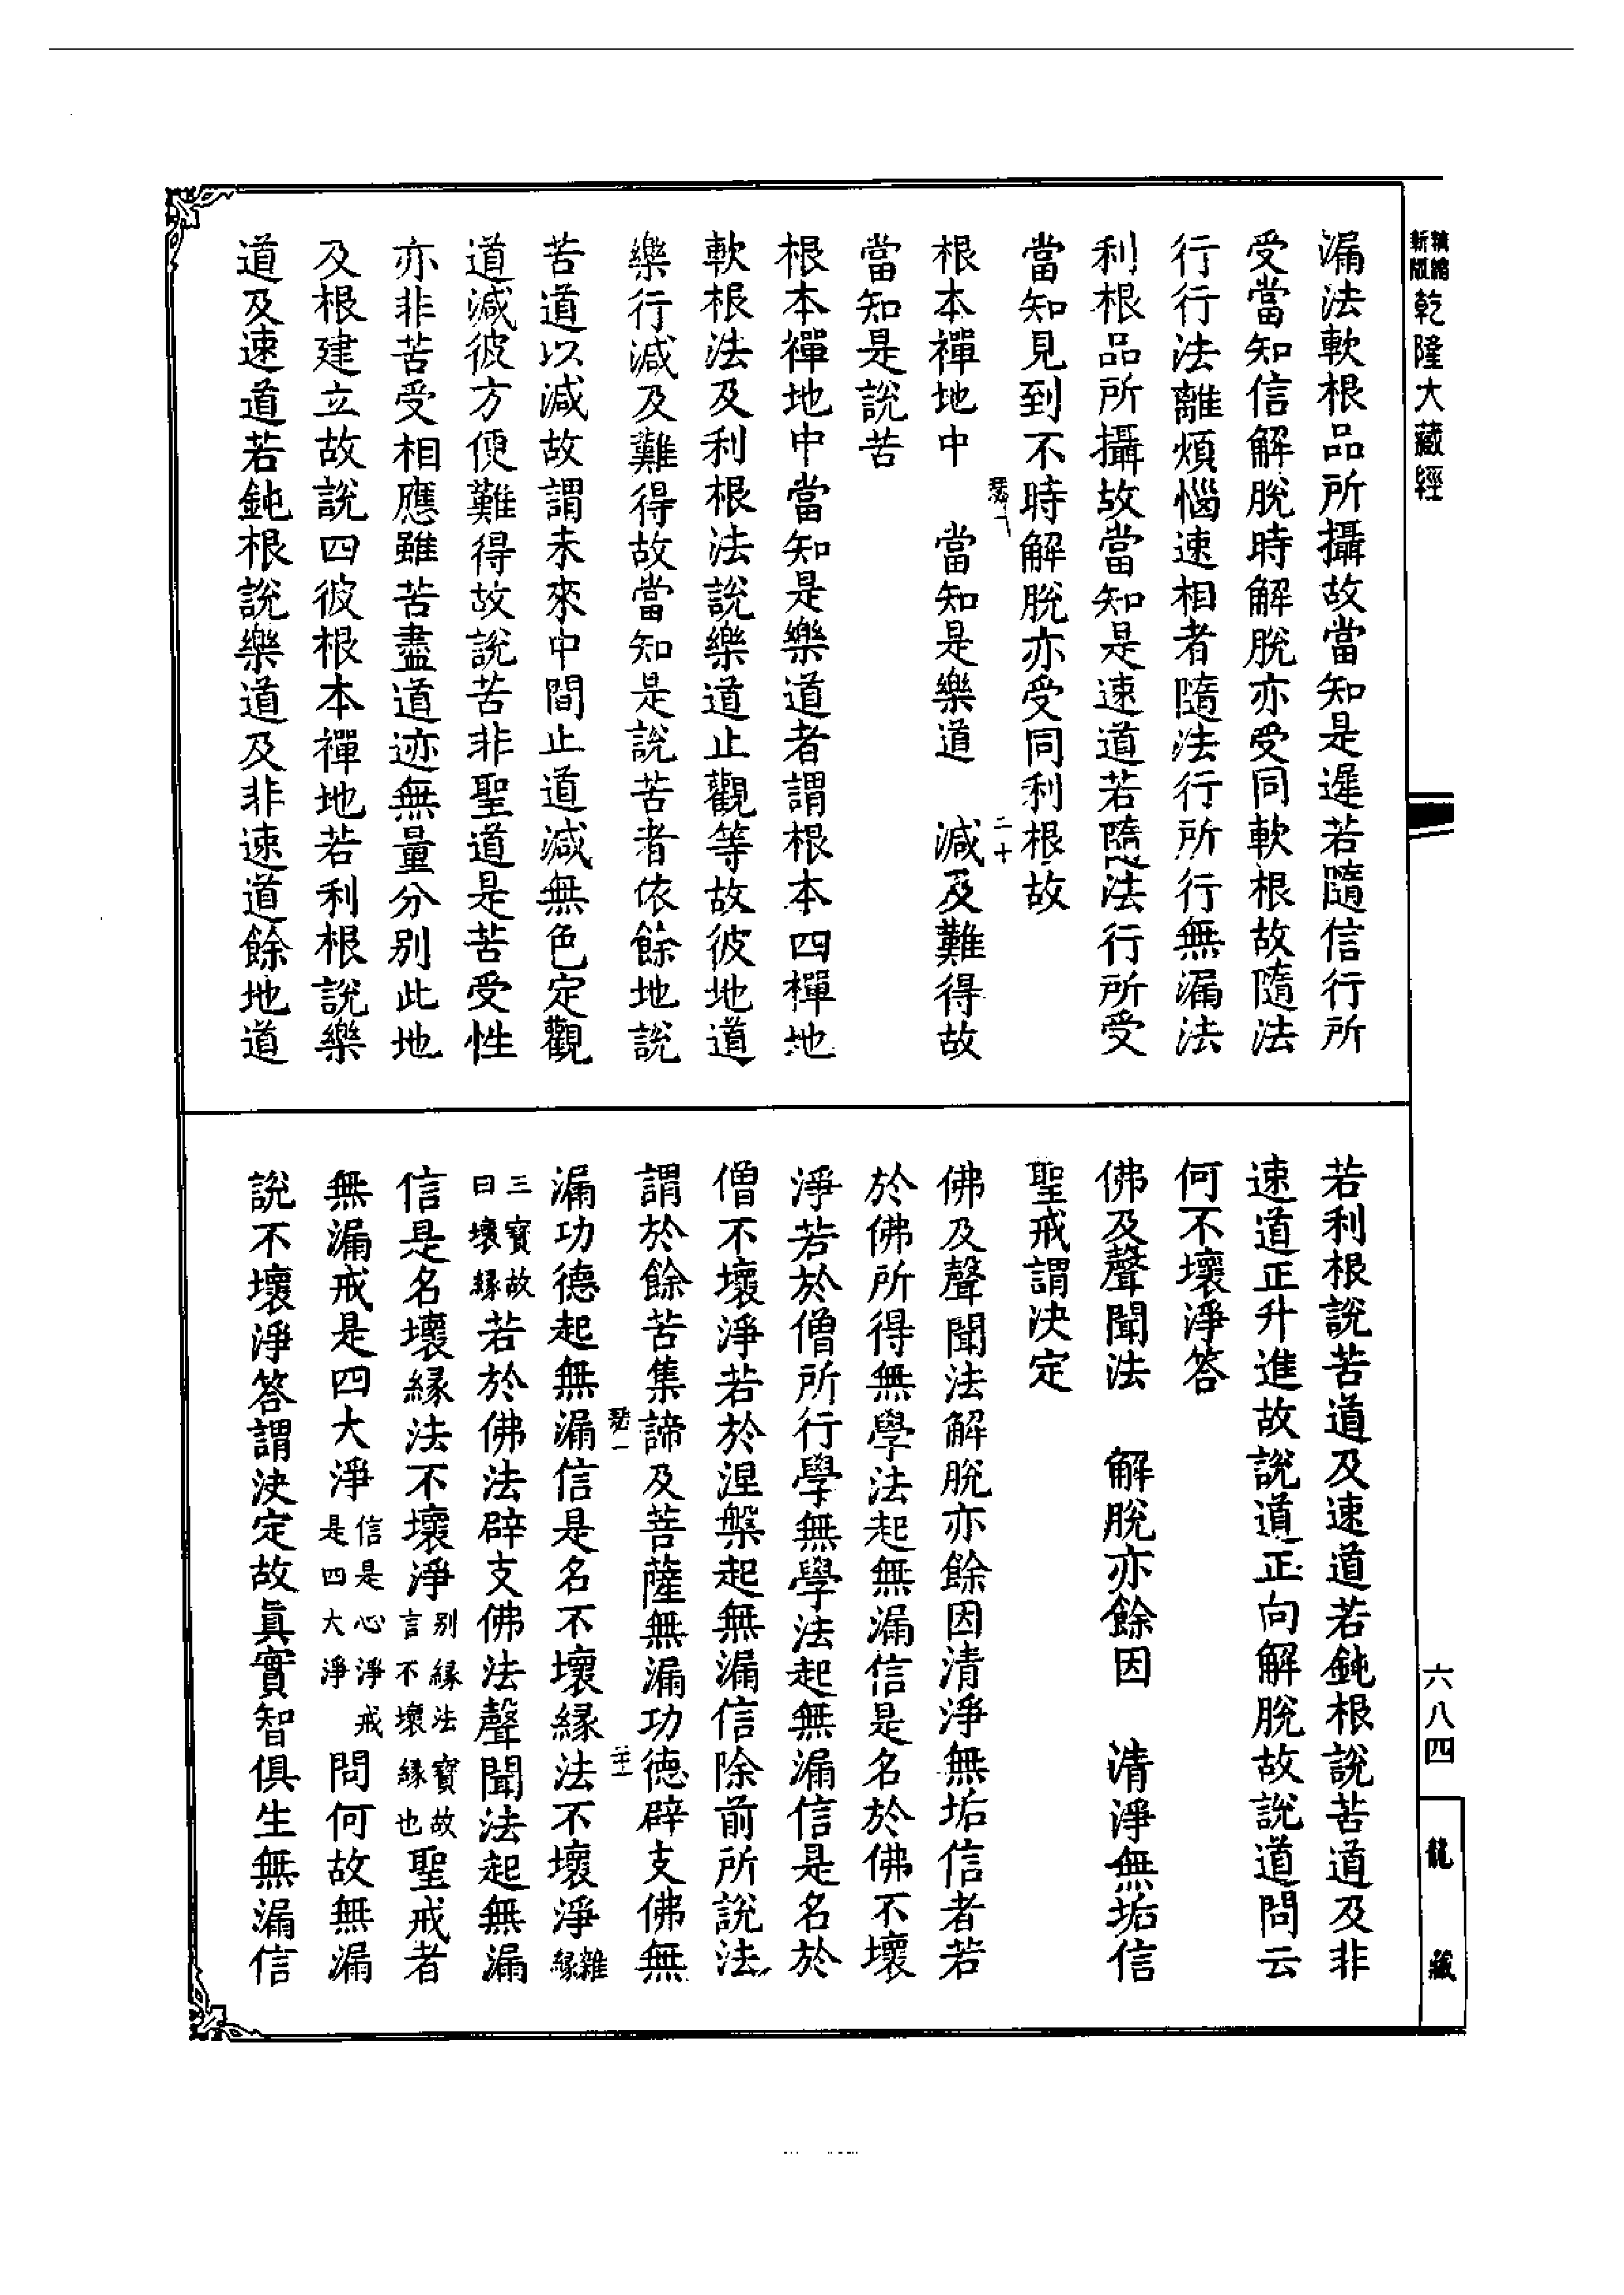 精縮新版乾隆大藏經
漏法軟根品所攝故當知是遲若隨信行所
受當知信解脫時解脫亦受同軟根故隨法
行行法離煩惱速相者隨法行所行無漏法
利根品所攝故當知是速道若隨法行所受
當知見到不時解脫亦受同利根故
二十
根本禪地中　當知是樂道　減及難得故
當知是說苦
根本禪地中當知是樂道者謂根本四禪地
軟根法及利根法說樂道止觀等故彼地道
樂行減及難得故當知是說苦者依餘地說
苦道以減故謂未來中間止道減無色定觀
道減彼方便難得故說苦非聖道是苦受性
亦非苦受相應雖苦盡道迹無量分別此地
及根建立故說四彼根本禪地若利根說樂
道及速道若鈍根說樂道及非速道餘地道
若利根說苦道及速道若鈍根說苦道及非
速道正升進故說道正向解脫故說道問云
何不壞淨答
佛及聲聞法　解脫亦餘因　清淨無垢信
聖戒謂決定
佛及聲聞法解脫亦餘因清淨無垢信者若
於佛所得無學法起無漏信是名於佛不壞
淨若於僧所行學無學法起無漏信是名於
僧不壞淨若於涅槃起無漏信除前所說法
謂於餘苦集諦及菩薩無漏功德辟支佛無
漏功德起無漏信是名不壞緣法不壞淨雜緣
三寶故曰壞緣若於佛法辟支佛法聲聞法起無漏
信是名壞緣法不壞淨別緣法寶故言不壞緣也聖戒者
無漏戒是四大淨信是心淨戒是四大淨問何故無漏
說不壞淨答謂決定故真實智俱生無漏信
六八四
龍藏